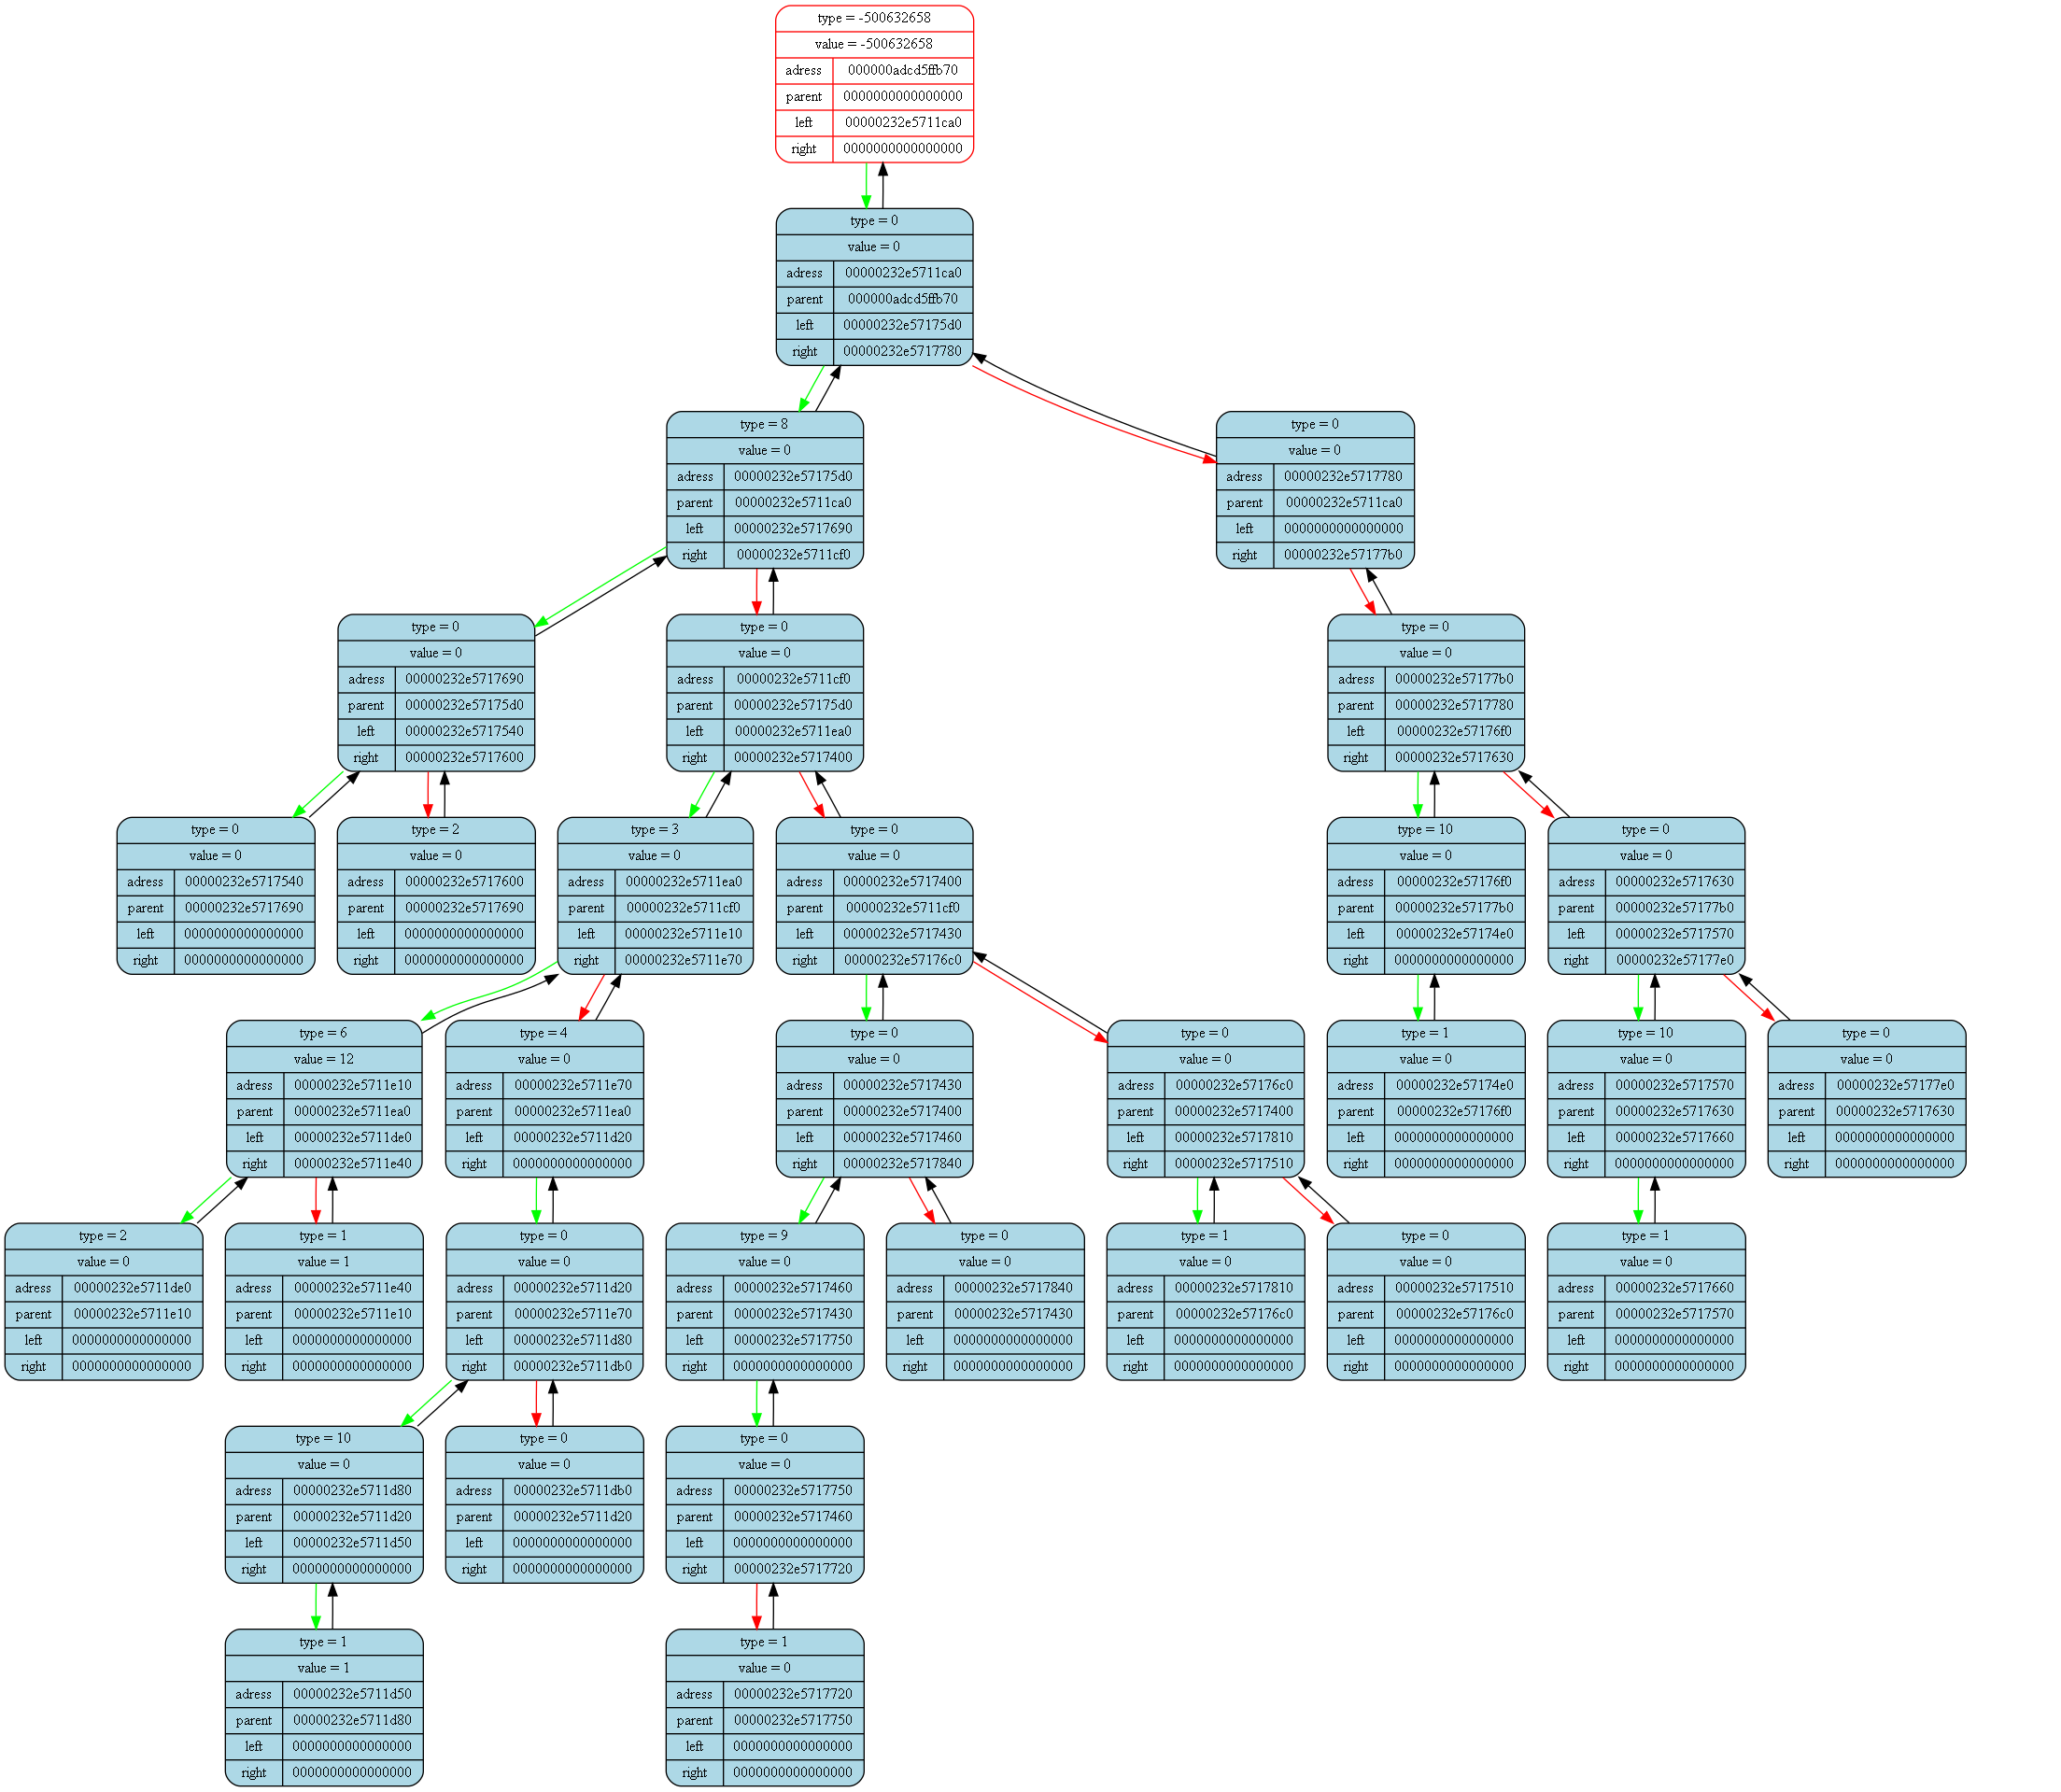 type = -500632658
value = -500632658
adress 000000adcd5ffb70
parent 0000000000000000
left 00000232e5711ca0
right 0000000000000000
type = 0
value = 0
adress 00000232e5711ca0
parent 000000adcd5ffb70
left 00000232e57175d0
right 00000232e5717780
type = 8
value = 0
adress 00000232e57175d0
parent 00000232e5711ca0
left 00000232e5717690
right 00000232e5711cf0
type = 0
value = 0
adress 00000232e5717780
parent 00000232e5711ca0
left 0000000000000000
right 00000232e57177b0
type = 0
value = 0
adress 00000232e5717690
parent 00000232e57175d0
left 00000232e5717540
right 00000232e5717600
type = 0
value = 0
adress 00000232e5711cf0
parent 00000232e57175d0
left 00000232e5711ea0
right 00000232e5717400
type = 0
value = 0
adress 00000232e57177b0
parent 00000232e5717780
left 00000232e57176f0
right 00000232e5717630
type = 0
value = 0
adress 00000232e5717540
parent 00000232e5717690
left 0000000000000000
right 0000000000000000
type = 2
value = 0
adress 00000232e5717600
parent 00000232e5717690
left 0000000000000000
right 0000000000000000
type = 3
value = 0
adress 00000232e5711ea0
parent 00000232e5711cf0
left 00000232e5711e10
right 00000232e5711e70
type = 0
value = 0
adress 00000232e5717400
parent 00000232e5711cf0
left 00000232e5717430
right 00000232e57176c0
type = 10
value = 0
adress 00000232e57176f0
parent 00000232e57177b0
left 00000232e57174e0
right 0000000000000000
type = 0
value = 0
adress 00000232e5717630
parent 00000232e57177b0
left 00000232e5717570
right 00000232e57177e0
type = 6
value = 12
adress 00000232e5711e10
parent 00000232e5711ea0
left 00000232e5711de0
right 00000232e5711e40
type = 4
value = 0
adress 00000232e5711e70
parent 00000232e5711ea0
left 00000232e5711d20
right 0000000000000000
type = 0
value = 0
adress 00000232e5717430
parent 00000232e5717400
left 00000232e5717460
right 00000232e5717840
type = 0
value = 0
adress 00000232e57176c0
parent 00000232e5717400
left 00000232e5717810
right 00000232e5717510
type = 1
value = 0
adress 00000232e57174e0
parent 00000232e57176f0
left 0000000000000000
right 0000000000000000
type = 10
value = 0
adress 00000232e5717570
parent 00000232e5717630
left 00000232e5717660
right 0000000000000000
type = 0
value = 0
adress 00000232e57177e0
parent 00000232e5717630
left 0000000000000000
right 0000000000000000
type = 2
value = 0
adress 00000232e5711de0
parent 00000232e5711e10
left 0000000000000000
right 0000000000000000
type = 1
value = 1
adress 00000232e5711e40
parent 00000232e5711e10
left 0000000000000000
right 0000000000000000
type = 0
value = 0
adress 00000232e5711d20
parent 00000232e5711e70
left 00000232e5711d80
right 00000232e5711db0
type = 9
value = 0
adress 00000232e5717460
parent 00000232e5717430
left 00000232e5717750
right 0000000000000000
type = 0
value = 0
adress 00000232e5717840
parent 00000232e5717430
left 0000000000000000
right 0000000000000000
type = 1
value = 0
adress 00000232e5717810
parent 00000232e57176c0
left 0000000000000000
right 0000000000000000
type = 0
value = 0
adress 00000232e5717510
parent 00000232e57176c0
left 0000000000000000
right 0000000000000000
type = 1
value = 0
adress 00000232e5717660
parent 00000232e5717570
left 0000000000000000
right 0000000000000000
type = 10
value = 0
adress 00000232e5711d80
parent 00000232e5711d20
left 00000232e5711d50
right 0000000000000000
type = 0
value = 0
adress 00000232e5711db0
parent 00000232e5711d20
left 0000000000000000
right 0000000000000000
type = 0
value = 0
adress 00000232e5717750
parent 00000232e5717460
left 0000000000000000
right 00000232e5717720
type = 1
value = 1
adress 00000232e5711d50
parent 00000232e5711d80
left 0000000000000000
right 0000000000000000
type = 1
value = 0
adress 00000232e5717720
parent 00000232e5717750
left 0000000000000000
right 0000000000000000